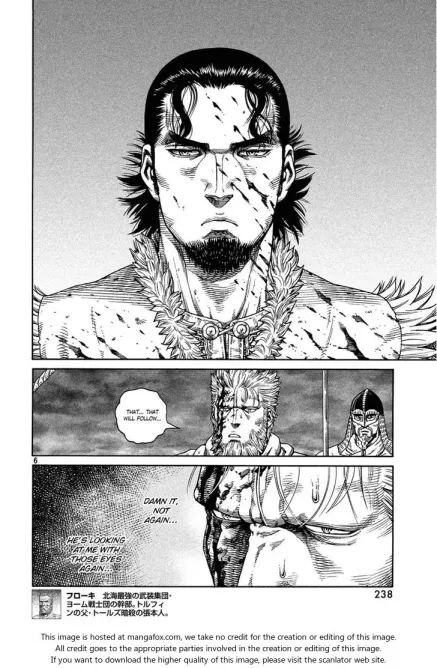 THAT... THAT
WILL FOLLOW...
6
DAMN IT,
NOT
AGAIN...
HE'S LOOKING
AT ME WITH
THOSE EYES
AGAIN...
238
フローキ 北海最強の武装集団・
ヨーム戦士団の幹部。トルフィ
ンの父・トールズ暗殺の張本人。
This image is hosted at mangafox.com, we take no credit for the creation or editing of this image.
All credit goes to the appropriate parties involved in the creation or editing of this image.
If you want to download the higher quality of this image, please visit the scanlator web site.